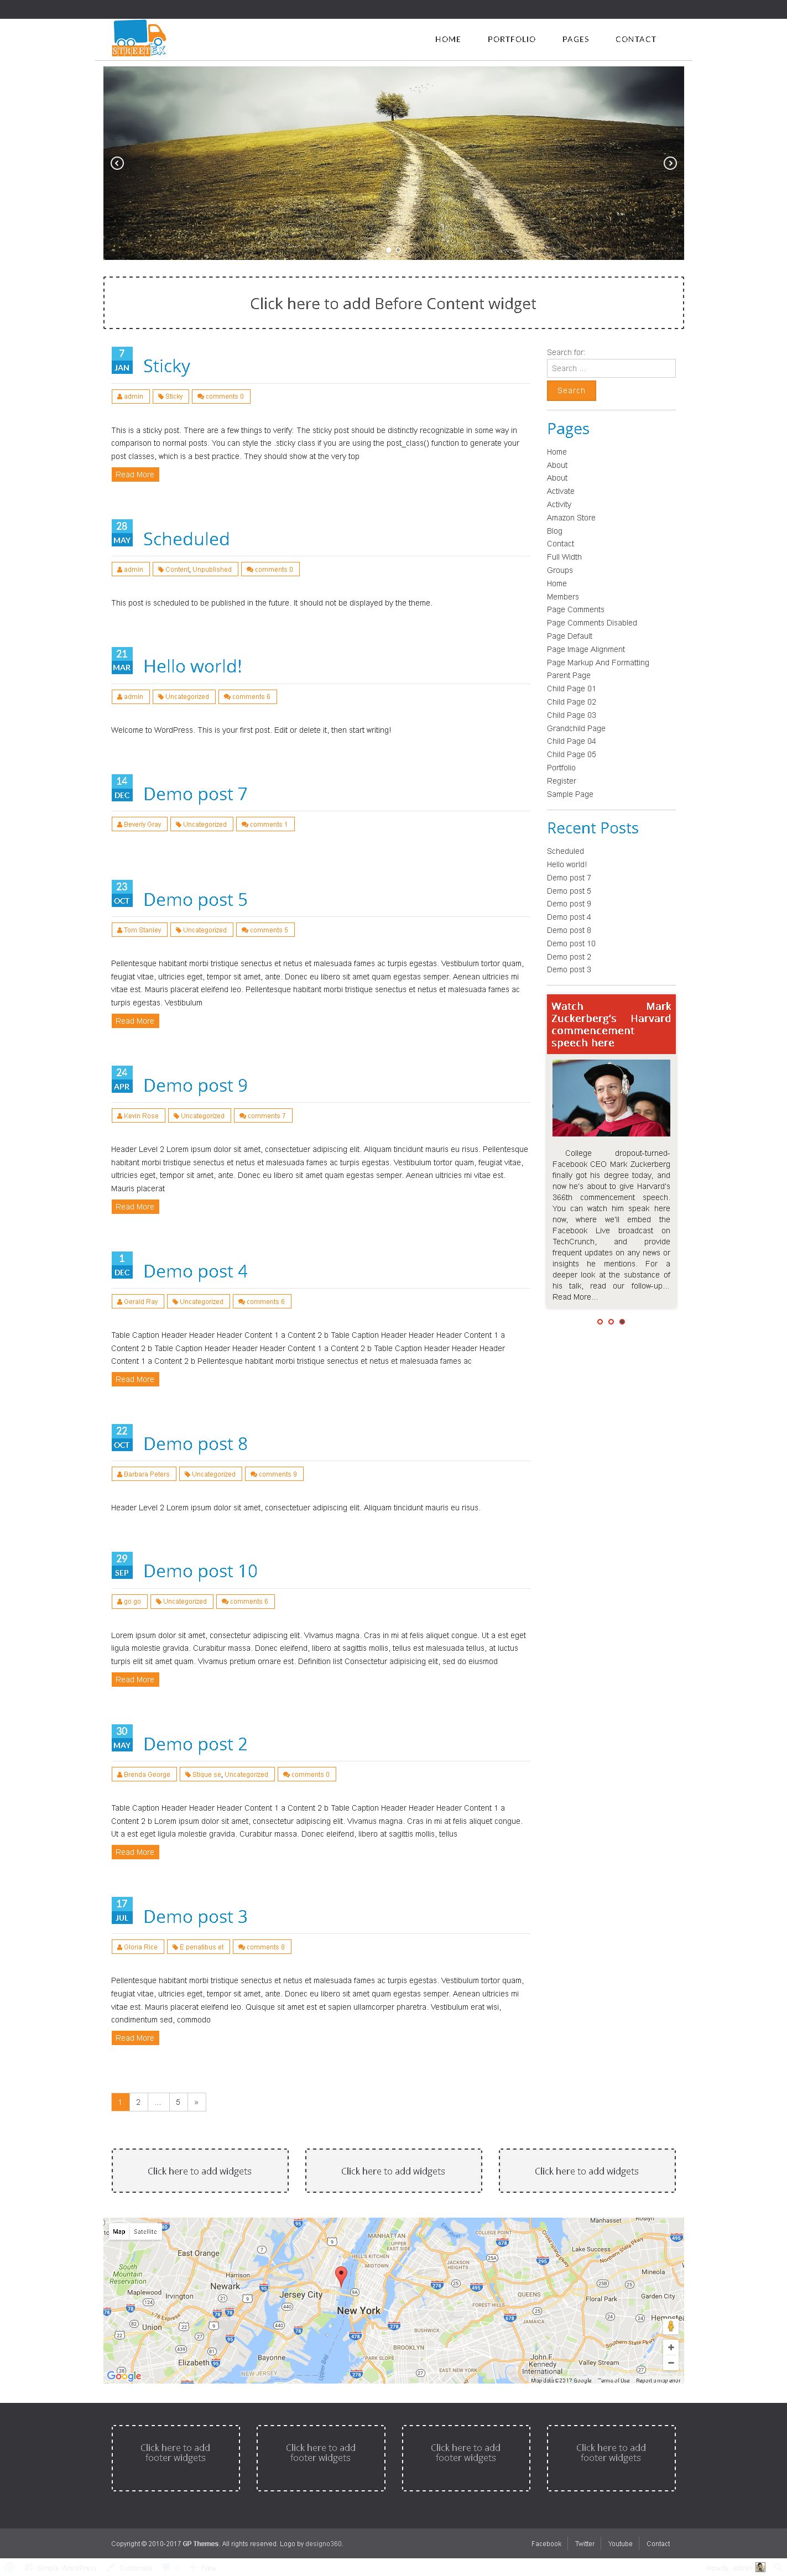 STREETEX
HOME PORTFOLIO PAGES CONTACT
Click here to add Before Content widget
7
JAN
Sticky
admin Sticky comments 0
This is a sticky post. There are a few things to verify: The sticky post should be distinctly recognizable in some way in
comparison to normal posts. You can style the .sticky class if you are using the post_class() function to generate your
post classes, which is a best practice. They should show at the very top
Read More
28
MAY
Scheduled
admin Content, Unpublished comments 0
This post is scheduled to be published in the future. It should not be displayed by the theme.
21
MAR
Hello world!
admin Uncategorized comments 6
Welcome to WordPress. This is your first post. Edit or delete it, then start writing!
14
DEC
Demo post 7
Beverly Gray Uncategorized comments 1
23
OCT
Demo post 5
Tom Stanley Uncategorized comments 5
Pellentesque habitant morbi tristique senectus et netus et malesuada fames ac turpis egestas. Vestibulum tortor quam,
feugiat vitae, ultricies eget, tempor sit amet, ante. Donec eu libero sit amet quam egestas semper. Aenean ultricies mi
vitae est. Mauris placerat eleifend leo. Pellentesque habitant morbi tristique senectus et netus et malesuada fames ac
turpis egestas. Vestibulum
Read More
24
APR
Demo post 9
Kevin Rose Uncategorized comments 7
Header Level 2 Lorem ipsum dolor sit amet, consectetuer adipiscing elit. Aliquam tincidunt mauris eu risus. Pellentesque
habitant morbi tristique senectus et netus et malesuada fames ac turpis egestas. Vestibulum tortor quam, feugiat vitae,
ultricies eget, tempor sit amet, ante. Donec eu libero sit amet quam egestas semper. Aenean ultricies mi vitae est.
Mauris placerat
Read More
1
DEC
Demo post 4
Gerald Ray Uncategorized comments 5
Table Caption Header Header Header Content 1 a Content 2 b Table Caption Header Header Header Content 1 a
Content 2 b Table Caption Header Header Header Content 1 a Content 2 b Table Caption Header Header Header
Content 1 a Content 2 b Pellentesque habitant morbi tristique senectus et netus et malesuada fames ac
Read More
22
OCT
Demo post 8
Barbara Peters Uncategorized comments 9
Header Level 2 Lorem ipsum dolor sit amet, consectetuer adipiscing elit. Aliquam tincidunt mauris eu risus.
29
SEP
Demo post 10
go go Uncategorized comments 6
Lorem ipsum dolor sit amet, consectetur adipiscing elit. Vivamus magna. Cras in mi at felis aliquet congue. Ut a est eget
ligula molestie gravida. Curabitur massa. Donec eleifend, libero at sagittis mollis, tellus est malesuada tellus, at luctus
turpis elit sit amet quam. Vivamus pretium ornare est. Definition list Consectetur adipisicing elit, sed do eiusmod
Read More
30
MAY
Demo post 2
Brenda George Stique se, Uncategorized comments 0
Table Caption Header Header Header Content 1 a Content 2 b Table Caption Header Header Header Content 1 a
Content 2 b Lorem ipsum dolor sit amet, consectetur adipiscing elit. Vivamus magna. Cras in mi at felis aliquet congue.
Ut a est eget ligula molestie gravida. Curabitur massa. Donec eleifend, libero at sagittis mollis, tellus
Read More
17
JUL
Demo post 3
Gloria Rice E penatibus et comments 8
Pellentesque habitant morbi tristique senectus et netus et malesuada fames ac turpis egestas. Vestibulum tortor quam,
feugiat vitae, ultricies eget, tempor sit amet, ante. Donec eu libero sit amet quam egestas semper. Aenean ultricies mi
vitae est. Mauris placerat eleifend leo. Quisque sit amet est et sapien ullamcorper pharetra. Vestibulum erat wisi,
condimentum sed, commodo
Read More
1 2 ... 5 »
Search for:
Search ...
Search
Pages
Home
About
About
Activate
Activity
Amazon Store
Blog
Contact
Full Width
Groups
Home
Members
Page Comments
Page Comments Disabled
Page Default
Page Image Alignment
Page Markup And Formatting
Parent Page
Child Page 01
Child Page 02
Child Page 03
Grandchild Page
Child Page 04
Child Page 05
Portfolio
Register
Sample Page
Recent Posts
Scheduled
Hello world!
Demo post 7
Demo post 5
Demo post 9
Demo post 4
Demo post 8
Demo post 10
Demo post 2
Demo post 3
Watch Mark
Zuckerberg's Harvard
commencement
speech here
College dropout-turned-
Facebook CEO Mark Zuckerberg
finally got his degree today, and
now he's about to give Harvard's
366th commencement speech.
You can watch him speak here
now, where we'll embed the
Facebook Live broadcast on
TechCrunch, and provide
frequent updates on any news or
insights he mentions. For a
deeper look at the substance of
his talk, read our follow-up...
Read More...
Click here to add widgets Click here to add widgets Click here to add widgets
Map Satellite
MANHATTAN
Manhasset
East Orange
COLLEGE POINT
Lake Success
UPPER EAST SIDE
HELL'S KITCHEN
MIDTOWN
JACKSON HEIGHTS
South Mountain Reservation
Harrison
Mineola
Maplewood
Irvington
Newark
Jersey City
QUEENS
Floral Park
Garden City
FOREST HILLS
New York
Hempstead
Union
BUSHWICK
JAMAICA
BROOKLYN
Elizabeth
Bayonne
NEW JERSEY
EAST NEW YORK
John F. Kennedy International
Valley Stream
Google
Map data ©2017 Google Terms of Use Report a map error
Click here to add
footer widgets
Click here to add
footer widgets
Click here to add
footer widgets
Click here to add
footer widgets
Copyright © 2010-2017 GP Themes. All rights reserved. Logo by designo360.
Facebook Twitter Youtube Contact